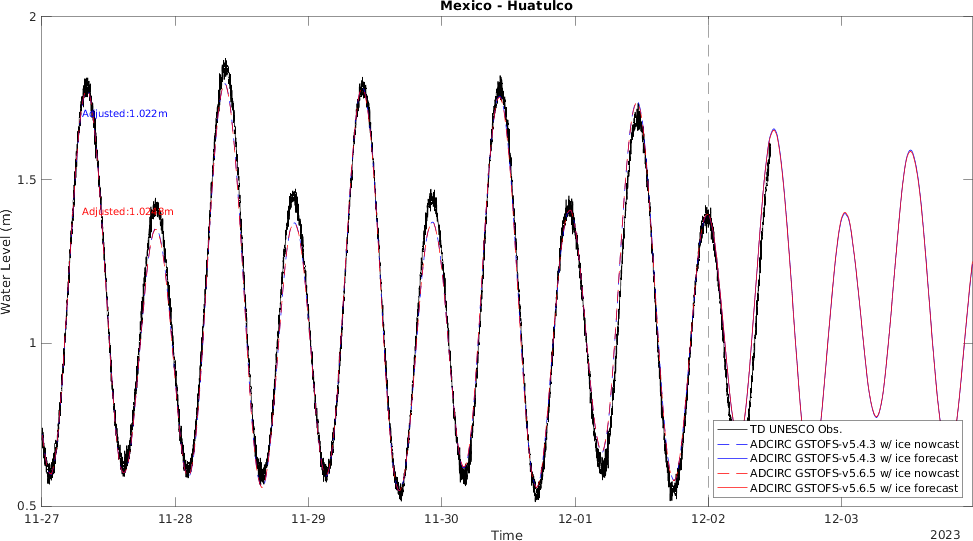 Mexico - Huatulco
2
1.5
1
0.5
Water Level (m)
Adjusted:1.022m
TD UNESCO Obs.
ADCIRC GSTOFS-v5.4.3 w/ ice nowcast
ADCIRC GSTOFS-v5.4.3 w/ ice forecast
ADCIRC GSTOFS-v5.6.5 w/ ice nowcast
ADCIRC GSTOFS-v5.6.5 w/ ice forecast
11-27 11-28 11-29 11-30 12-01 12-02 12-03
Time
2023